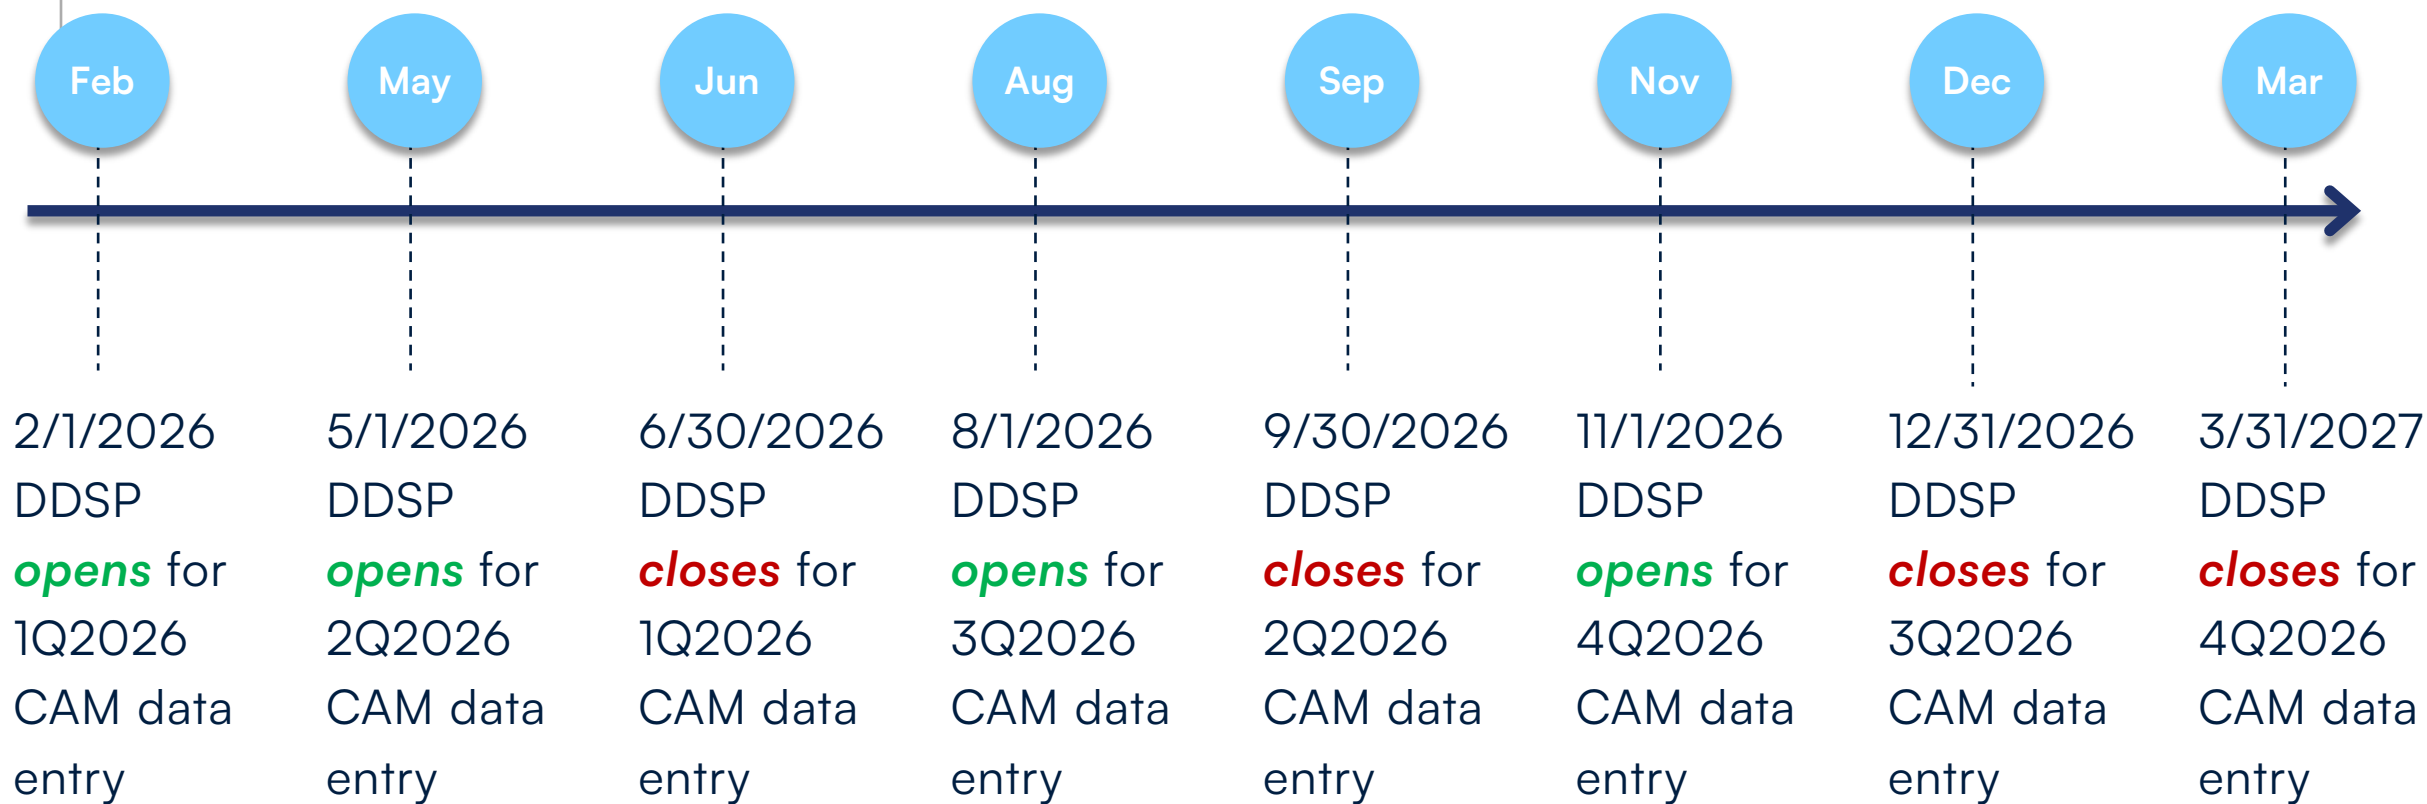 Feb
May
Jun
Aug
Sep
Nov
Dec
Mar
2/1/2026
DDSP
opens for
1Q2026
CAM data
entry
5/1/2026
DDSP
opens for
2Q2026
CAM data
entry
6/30/2026
DDSP
closes for
1Q2026
CAM data
entry
8/1/2026
DDSP
opens for
3Q2026
CAM data
entry
9/30/2026
DDSP
closes for
2Q2026
CAM data
entry
11/1/2026
DDSP
opens for
4Q2026
CAM data
entry
12/31/2026
DDSP
closes for
3Q2026
CAM data
entry
3/31/2027
DDSP
closes for
4Q2026
CAM data
entry